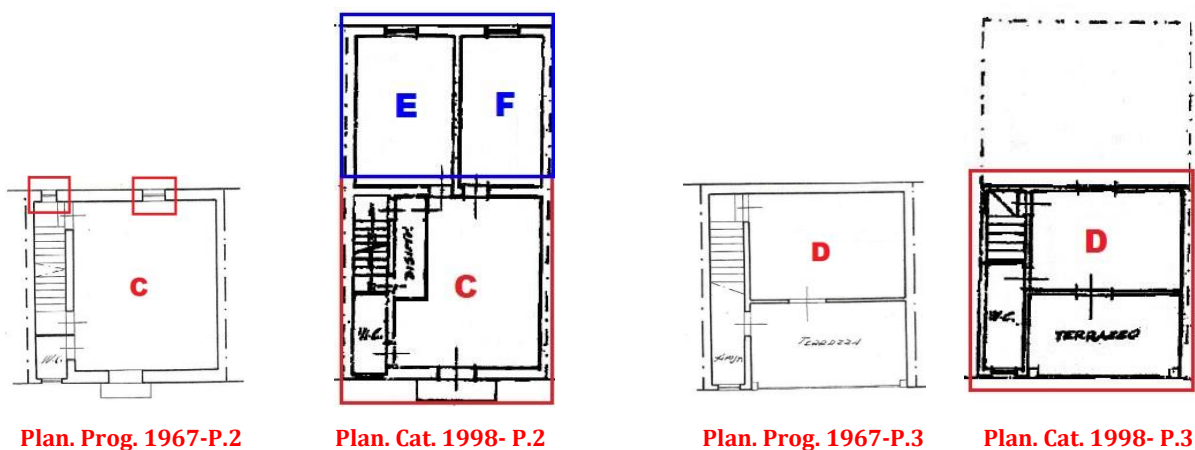 E
F
C
W.C.
DISIMP.
C
W.C.
D
TERRAZZA
D
W.C.
TERRAZZO
Plan. Prog. 1967-P.2
Plan. Cat. 1998- P.2
Plan. Prog. 1967-P.3
Plan. Cat. 1998- P.3